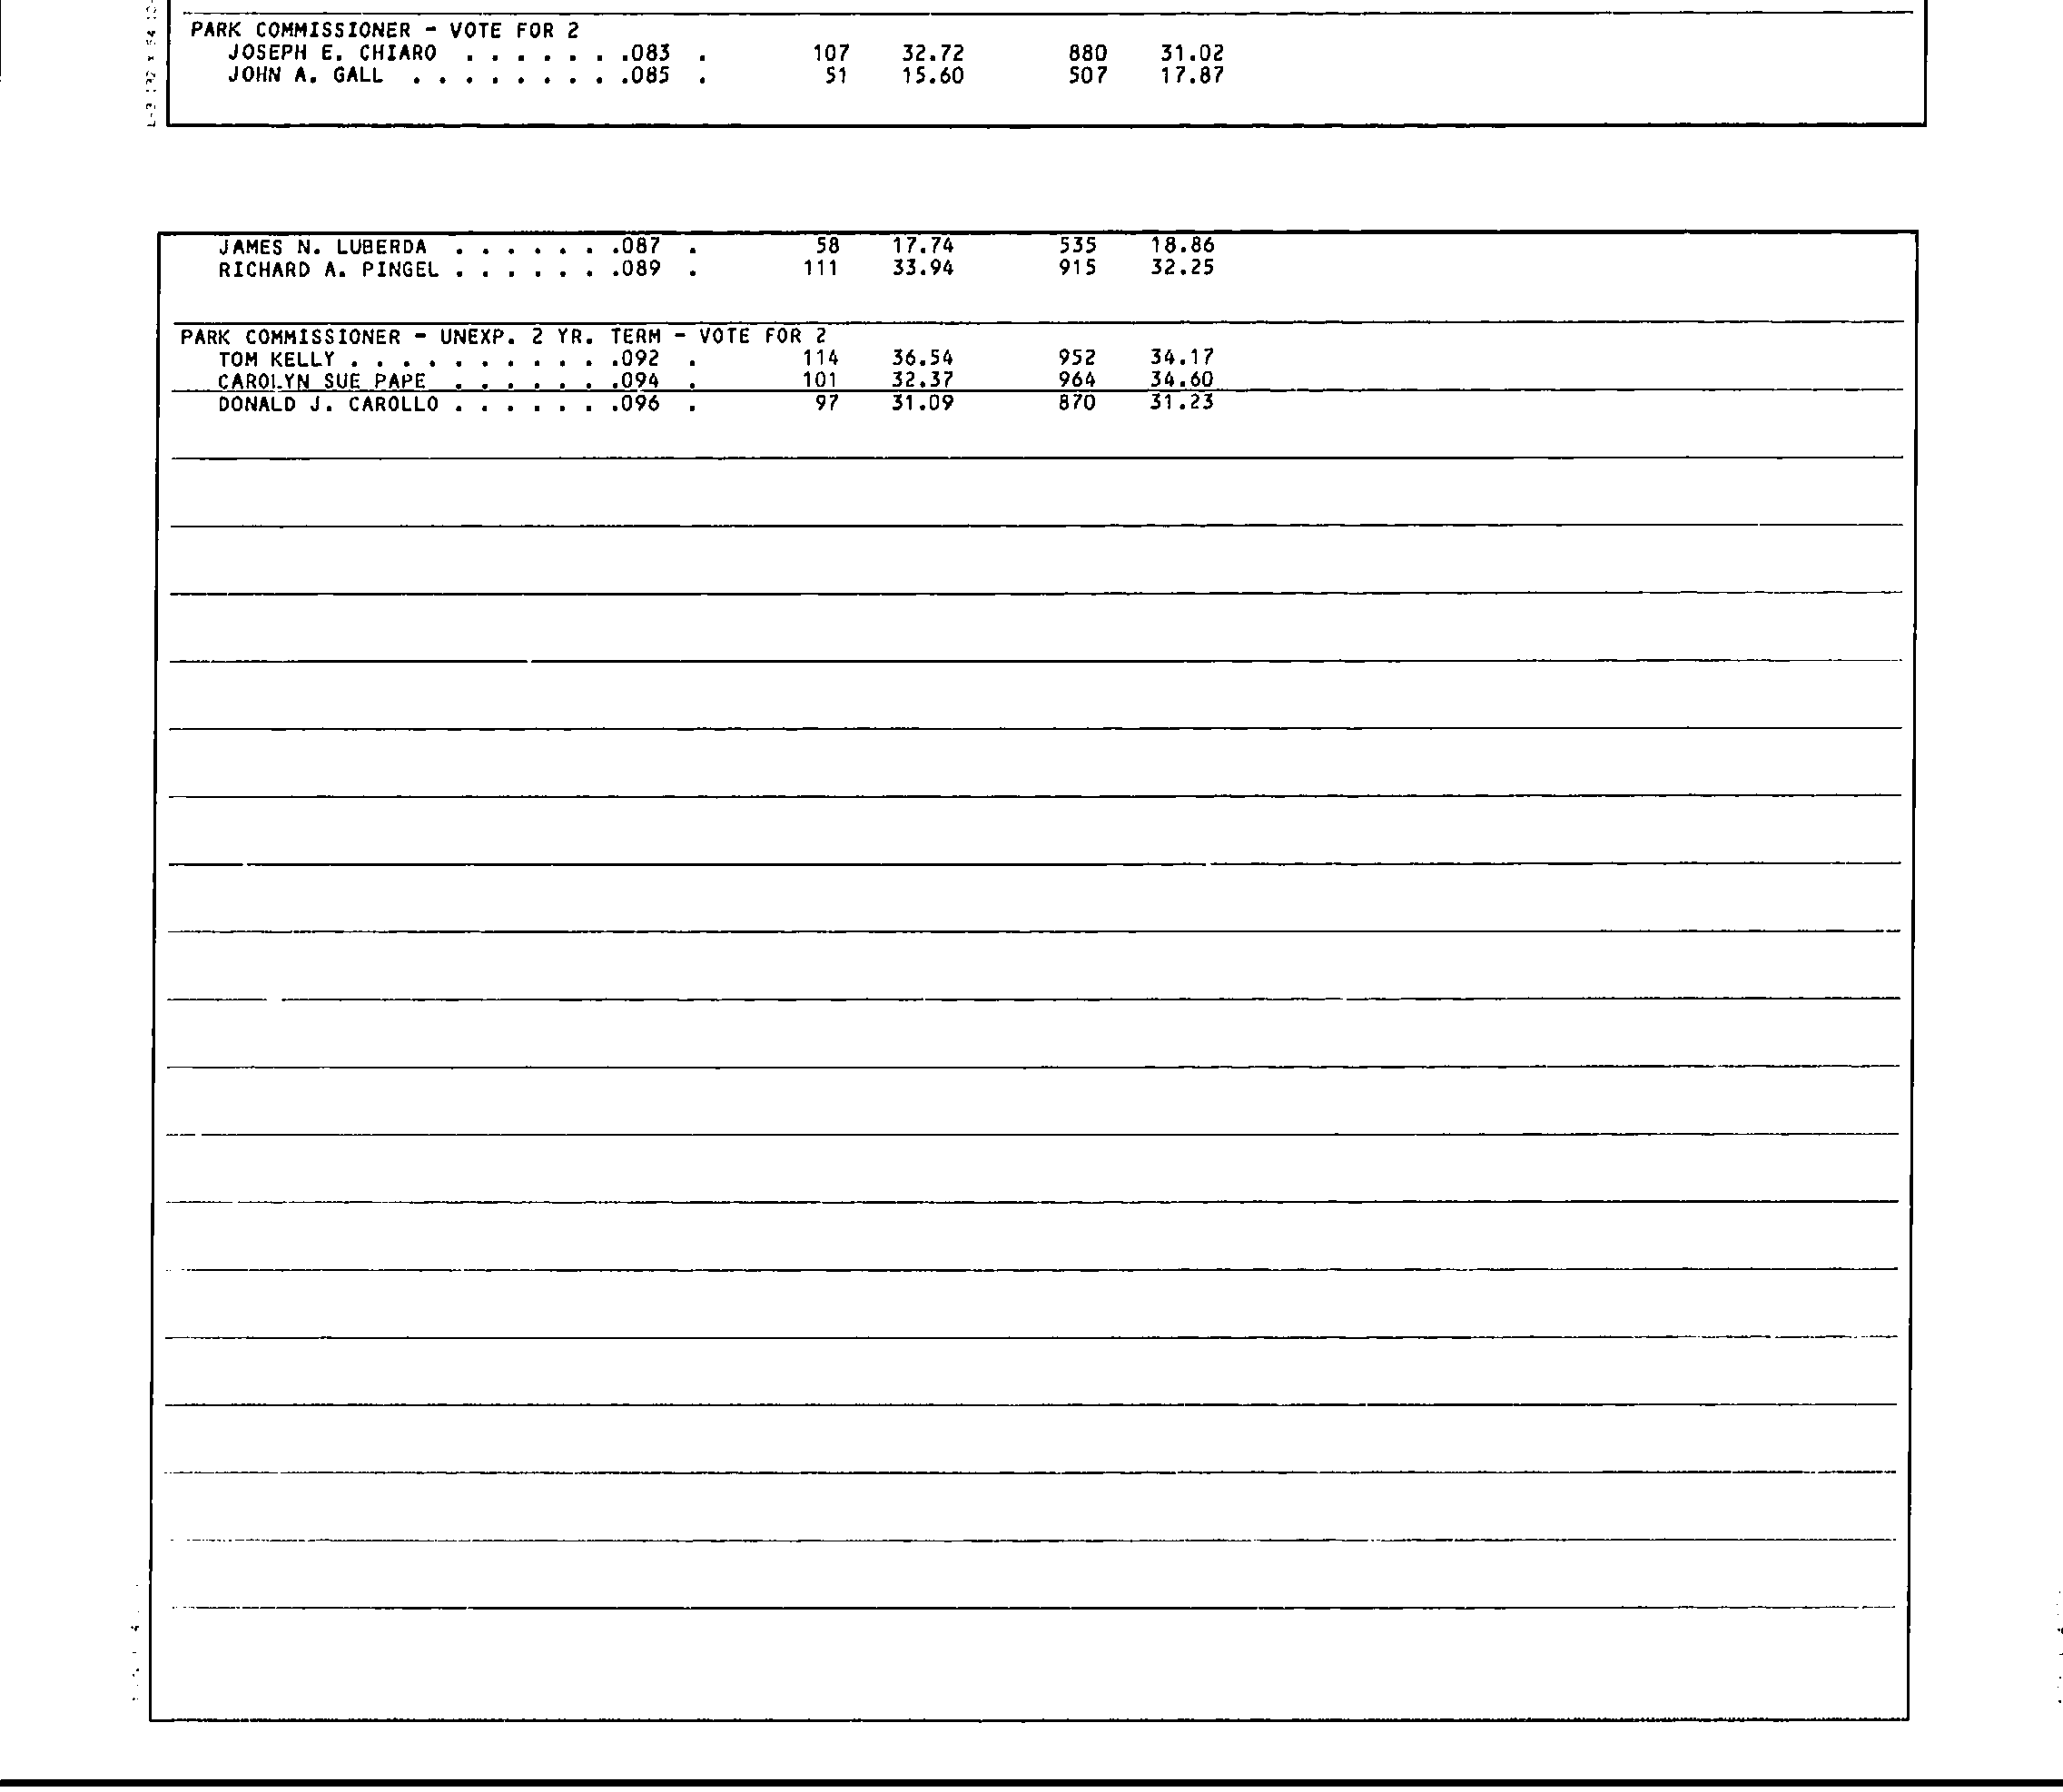 PARK COMMISSIONER - VOTE FOR 2
JOSEPH E. CHIARO . . . . . . .083 . 107 32.72 880 31.02
JOHN A. GALL . . . . . . . . .085 . 51 15.60 507 17.87
JAMES N. LUBERDA . . . . . . .087 . 58 17.74 535 18.86
RICHARD A. PINGEL . . . . . . .089 . 111 33.94 915 32.25
PARK COMMISSIONER - UNEXP. 2 YR. TERM - VOTE FOR 2
TOM KELLY . . . . . . . . . . .092 . 114 36.54 952 34.17
CAROLYN SUE PAPE . . . . . . .094 . 101 32.37 964 34.60
DONALD J. CAROLLO . . . . . . .096 . 97 31.09 870 31.23